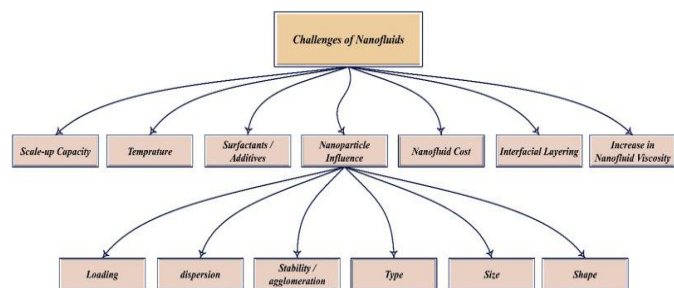 Challenges of Nanofluids
Scale-up Capacity
Temprature
Surfactants /
Additives
Nanoparticle
Influence
Nanofluid Cost
Interfacial Layering
Increase in
Nanofluid Viscosity
Loading
dispersion
Stability /
agglomeration
Type
Size
Shape